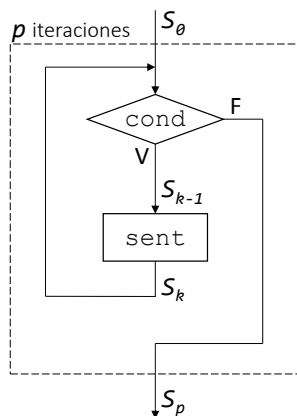 S₀
p iteraciones
cond
F
V
Sₖ₋₁
sent
Sₖ
Sₚ